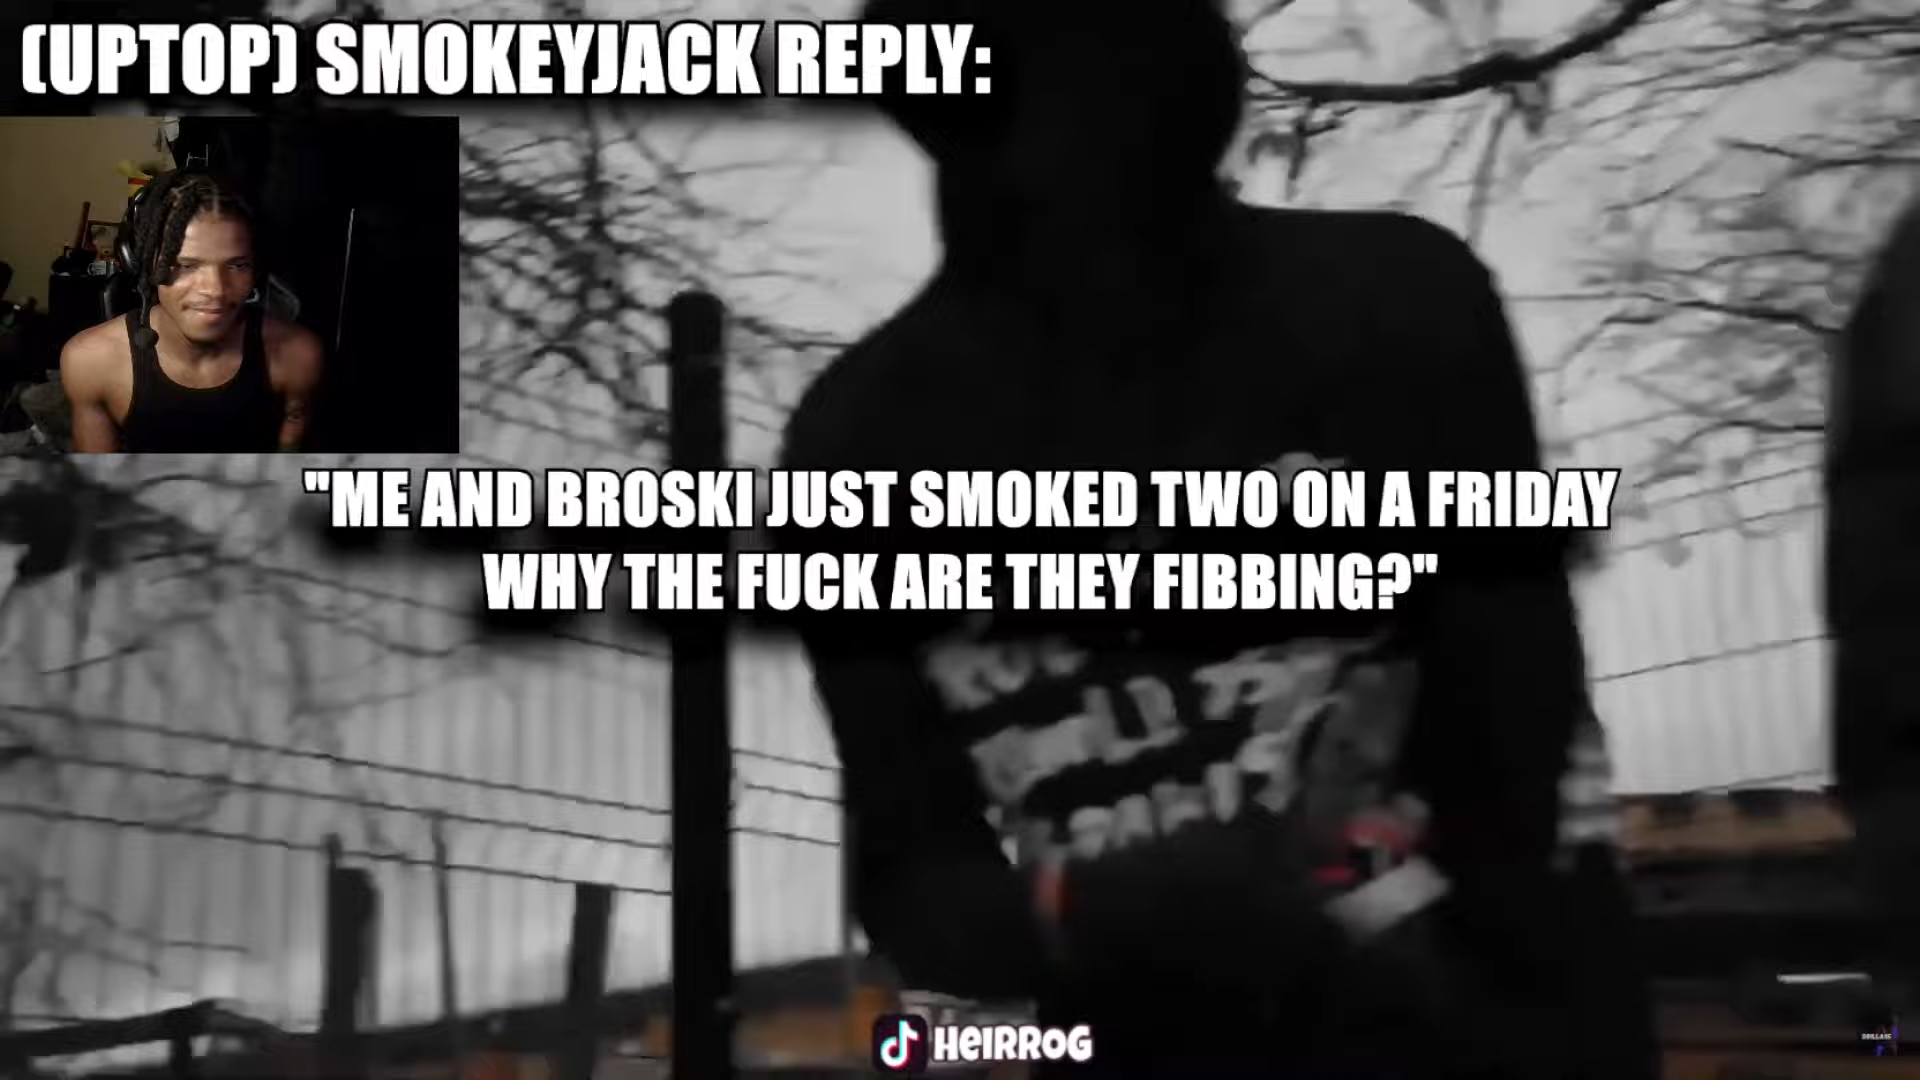 (UPTOP) SMOKEYJACK REPLY:
"ME AND BROSKI JUST SMOKED TWO ON A FRIDAY
WHY THE FUCK ARE THEY FIBBING?"
HEIRROG